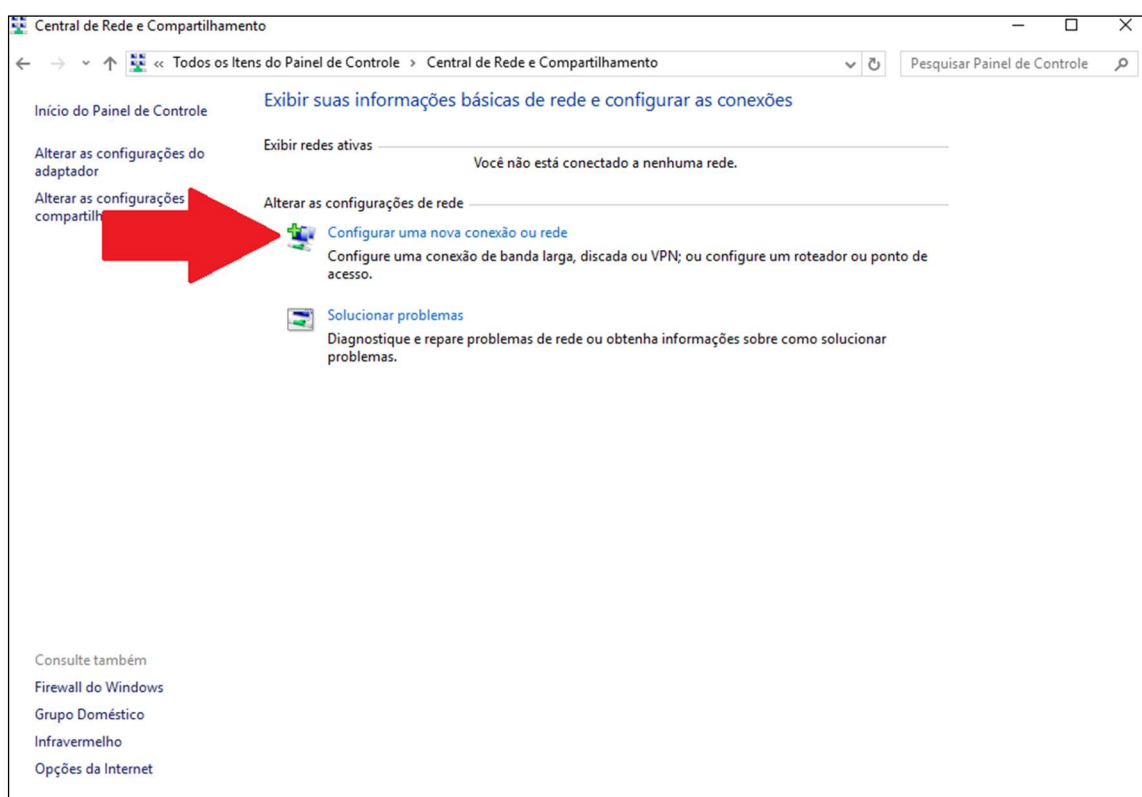 Central de Rede e Compartilhamento
« Todos os Itens do Painel de Controle › Central de Rede e Compartilhamento
Pesquisar Painel de Controle
Início do Painel de Controle
Alterar as configurações do
adaptador
Alterar as configurações
Exibir suas informações básicas de rede e configurar as conexões
Exibir redes ativas
Você não está conectado a nenhuma rede.
Alterar as configurações de rede
Configurar uma nova conexão ou rede
Configure uma conexão de banda larga, discada ou VPN; ou configure um roteador ou ponto de
acesso.
Solucionar problemas
Diagnostique e repare problemas de rede ou obtenha informações sobre como solucionar
problemas.
Consulte também
Firewall do Windows
Grupo Doméstico
Infravermelho
Opções da Internet